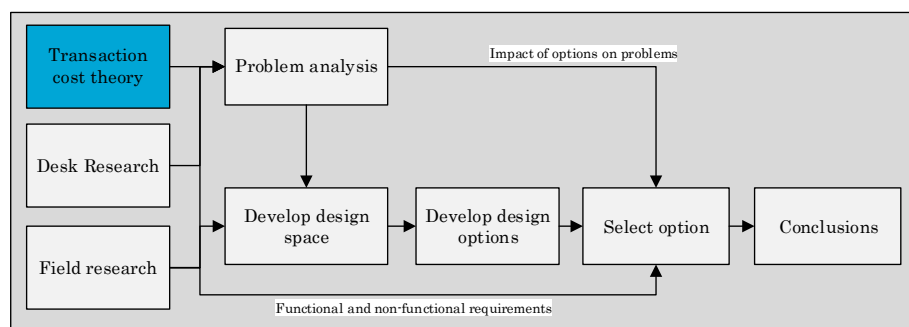 Transaction
cost theory
Problem analysis
Impact of options on problems
Desk Research
Develop design
space
Develop design
options
Select option
Conclusions
Field research
Functional and non-functional requirements